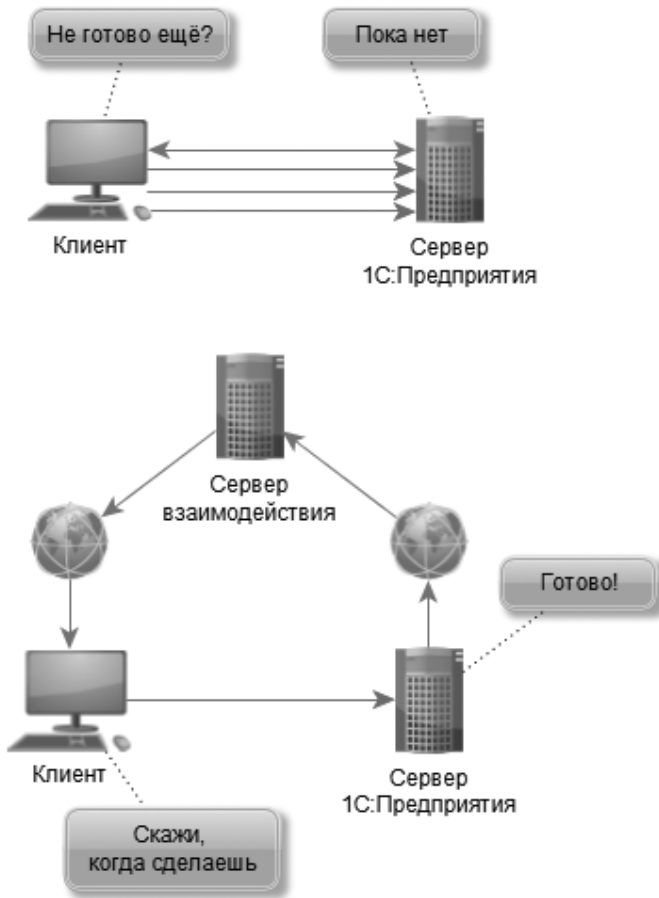 Не готово ещё?
Пока нет
Клиент
Сервер
1С:Предприятия
Сервер
взаимодействия
Готово!
Клиент
Сервер
1С:Предприятия
Скажи,
когда сделаешь